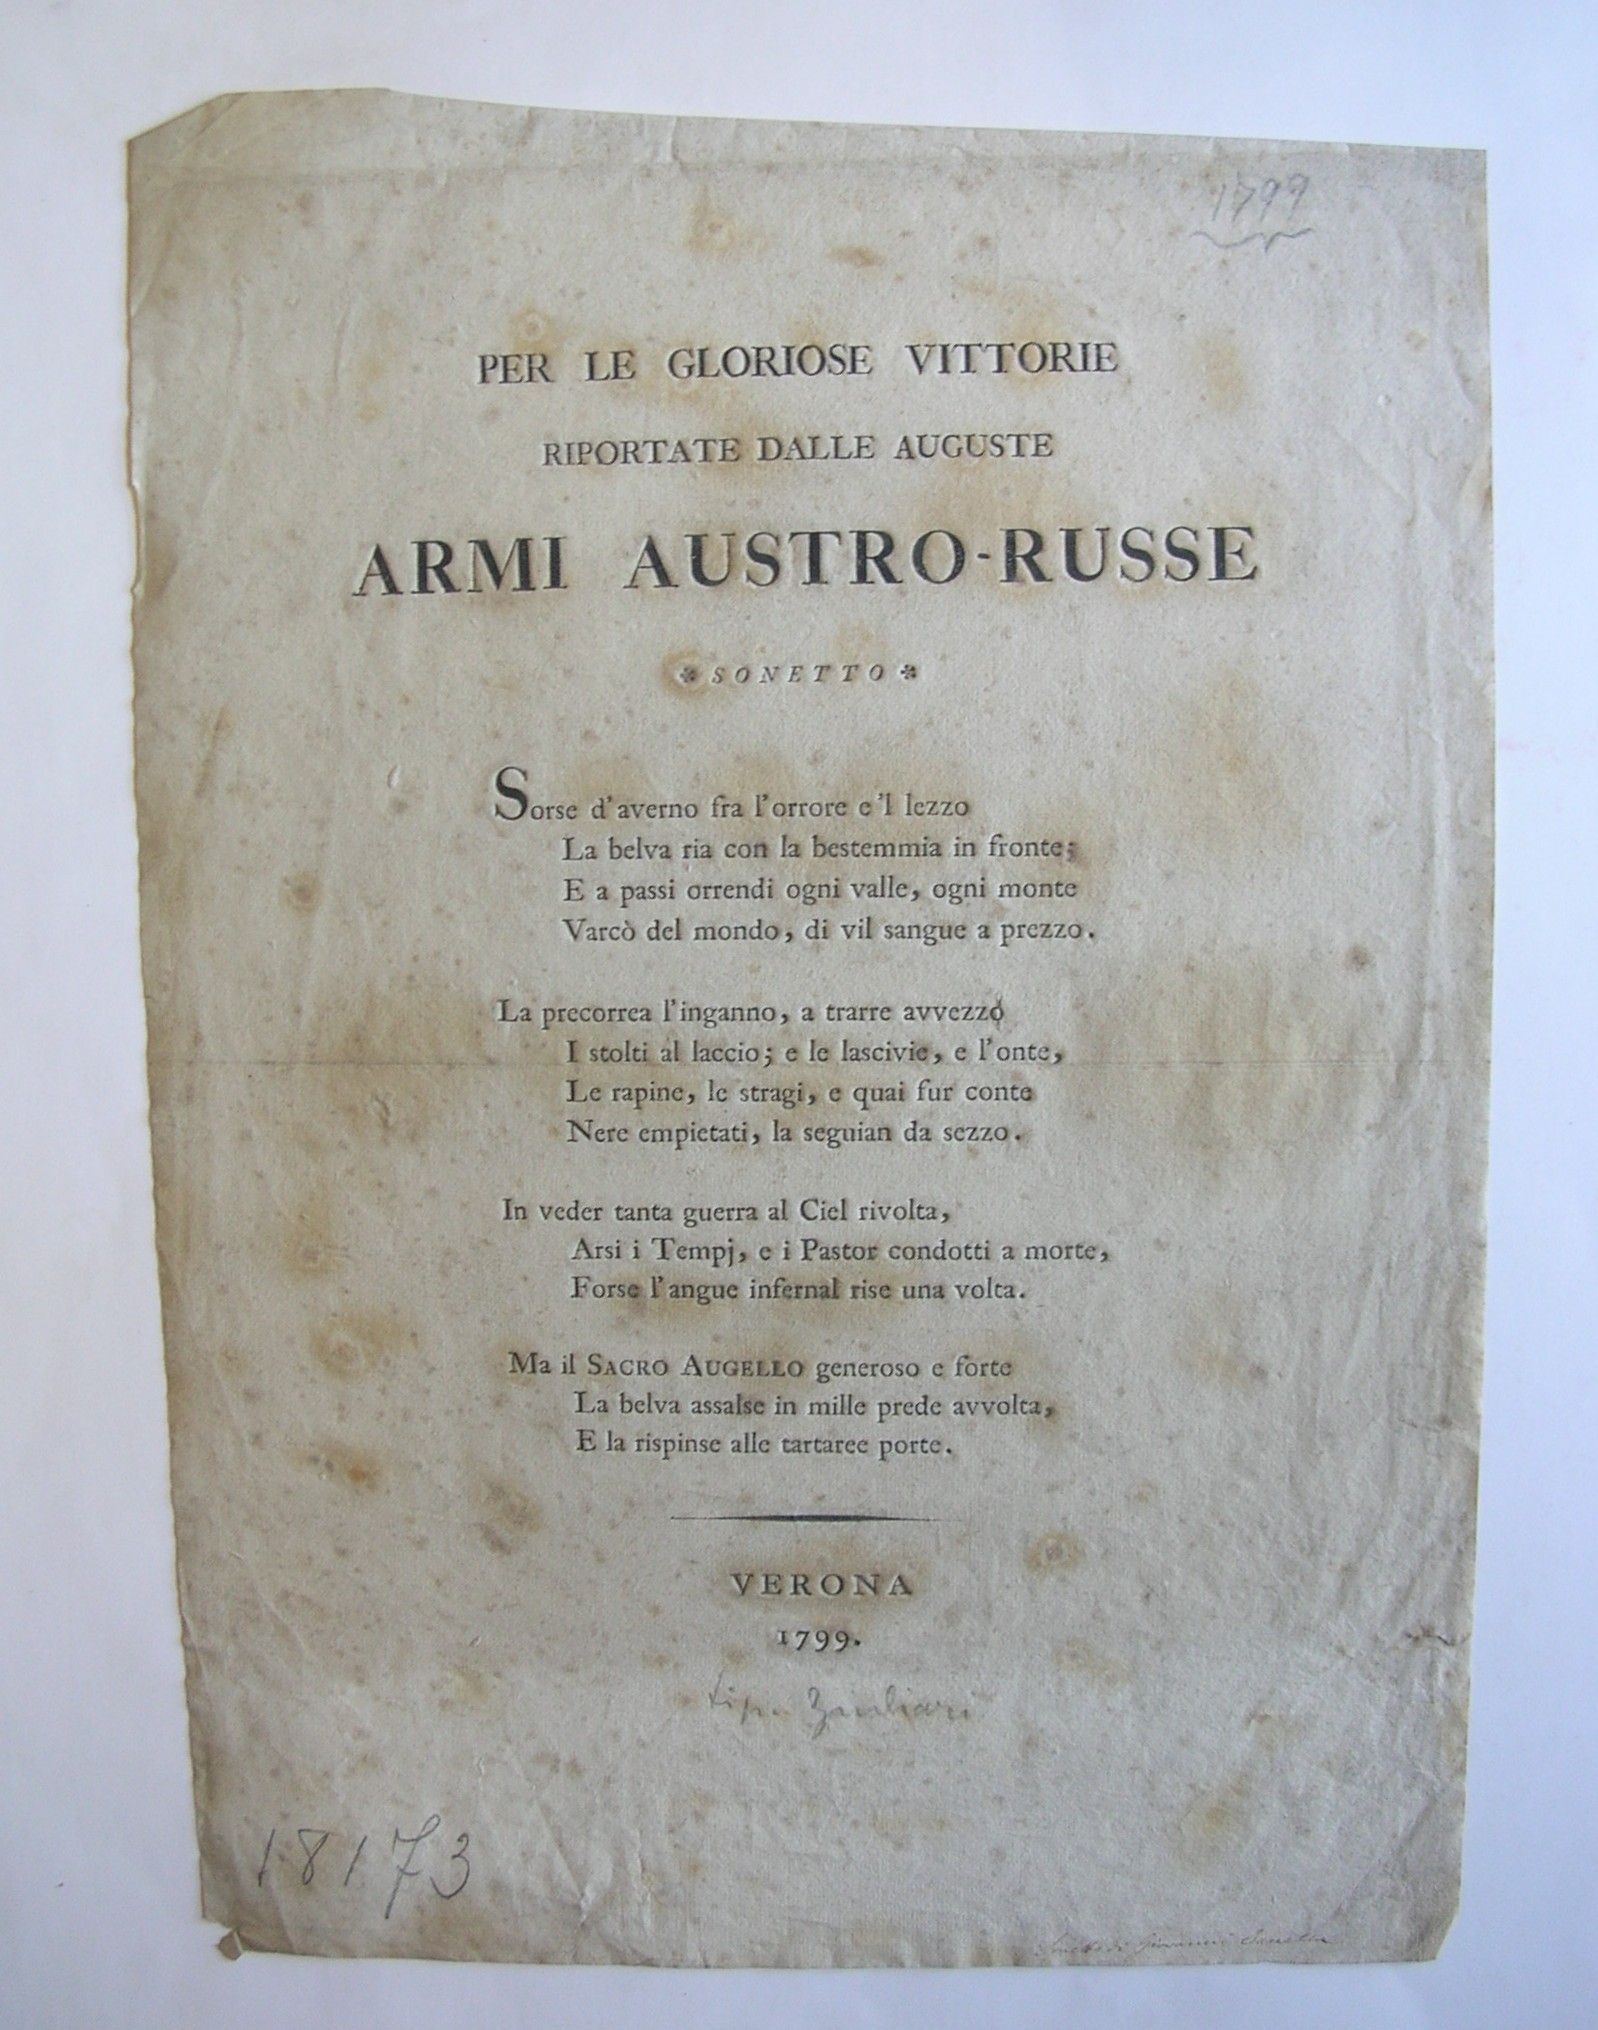 1799
PER LE GLORIOSE VITTORIE
RIPORTATE DALLE AUGUSTE
ARMI AUSTRO-RUSSE
SONETTO
Sorse d'averno fra l'orrore e 'l lezzo
La belva ria con la bestemmia in fronte;
E a passi orrendi ogni valle, ogni monte
Varcò del mondo, di vil sangue a prezzo.
La precorrea l'inganno, a trarre avvezzo
I stolti al laccio; e le lascivie, e l'onte,
Le rapine, le stragi, e quai fur conte
Nere empietati, la seguian da sezzo.
In veder tanta guerra al Ciel rivolta,
Arsi i Tempj, e i Pastor condotti a morte,
Forse l'angue infernal rise una volta.
Ma il SACRO AUGELLO generoso e forte
La belva assalse in mille prede avvolta,
E la rispinse alle tartaree porte.
VERONA
1799.
tip.
18173
Giovanni